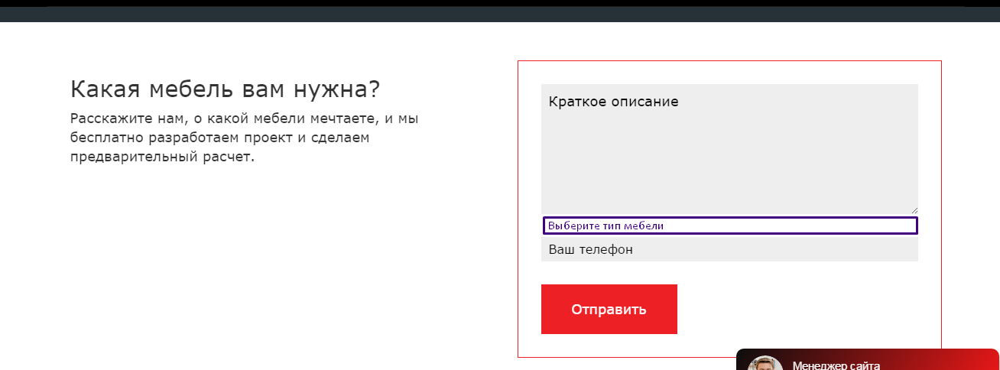 Какая мебель вам нужна?
Расскажите нам, о какой мебели мечтаете, и мы
бесплатно разработаем проект и сделаем
предварительный расчет.
Краткое описание
Выберите тип мебели
Ваш телефон
Отправить
Менеджер сайта